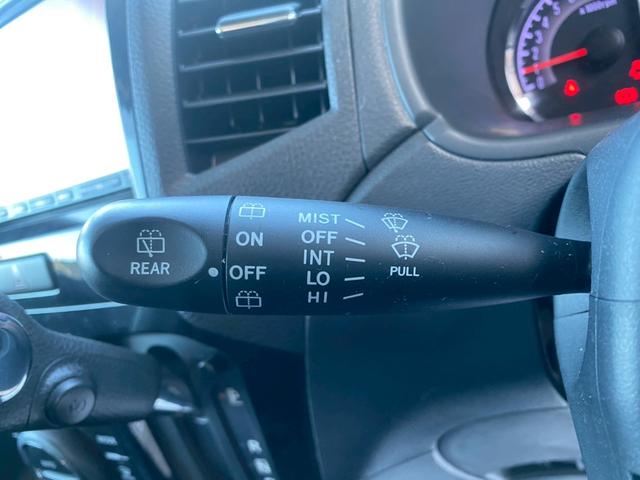 REAR
ON
OFF
MIST
OFF
INT
LO
HI
PULL